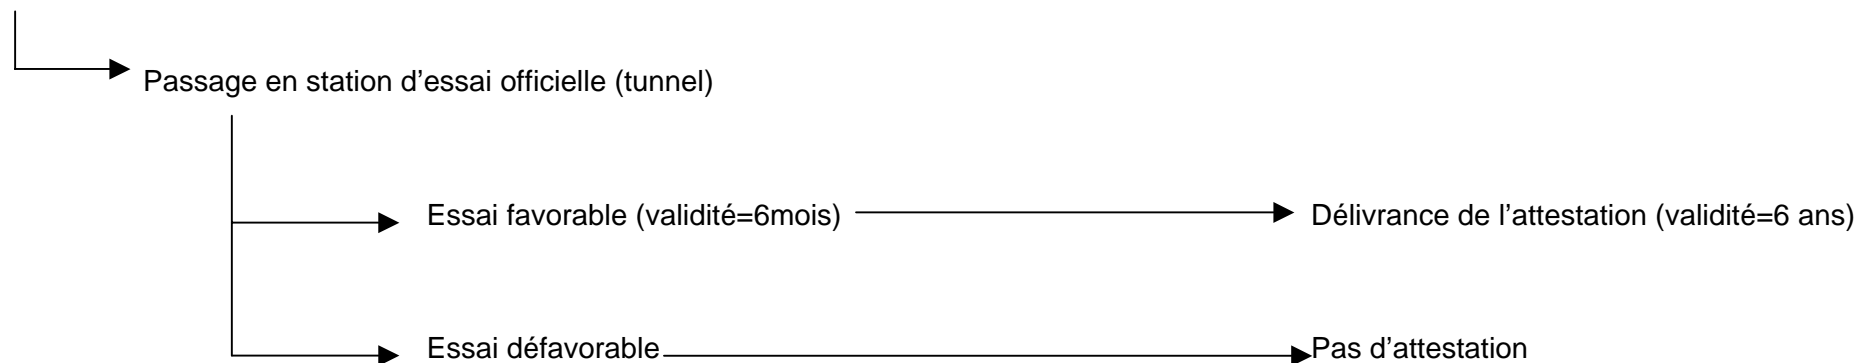 Passage en station d’essai officielle (tunnel)
Essai favorable (validité=6mois) Délivrance de l’attestation (validité=6 ans)
Essai défavorable Pas d’attestation